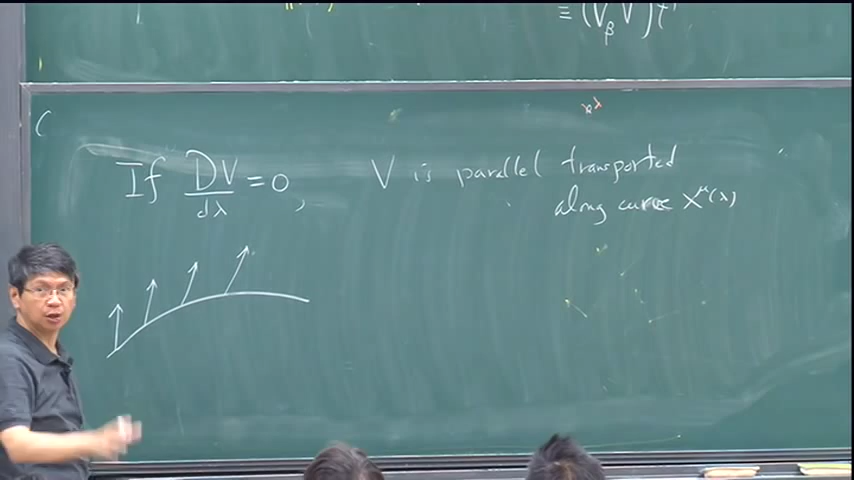 ≡ (∇_β V^
If DV/dλ = 0, V is parallel transported
along curve x^μ(λ)